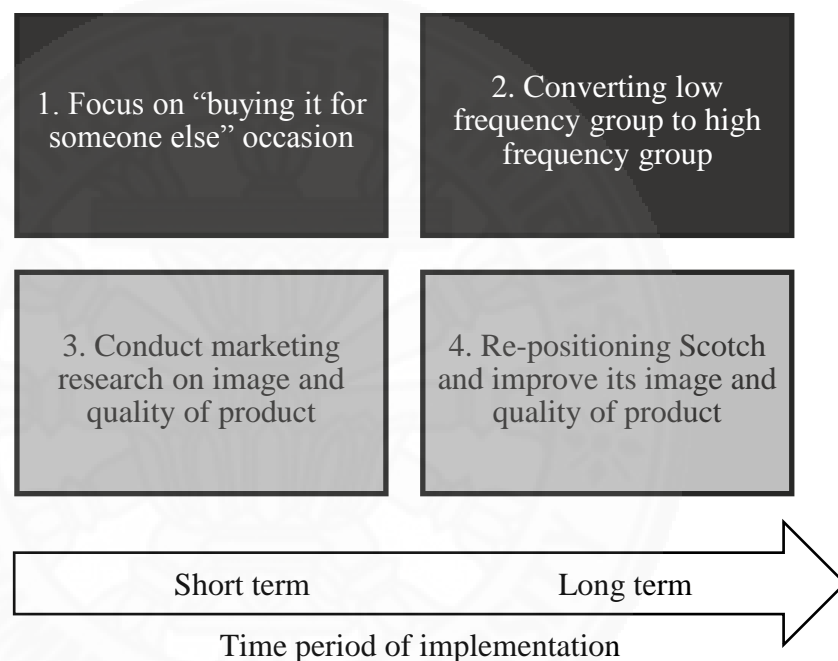 1. Focus on “buying it for
someone else” occasion
2. Converting low
frequency group to high
frequency group
3. Conduct marketing
research on image and
quality of product
4. Re-positioning Scotch
and improve its image and
quality of product
Short term
Long term
Time period of implementation